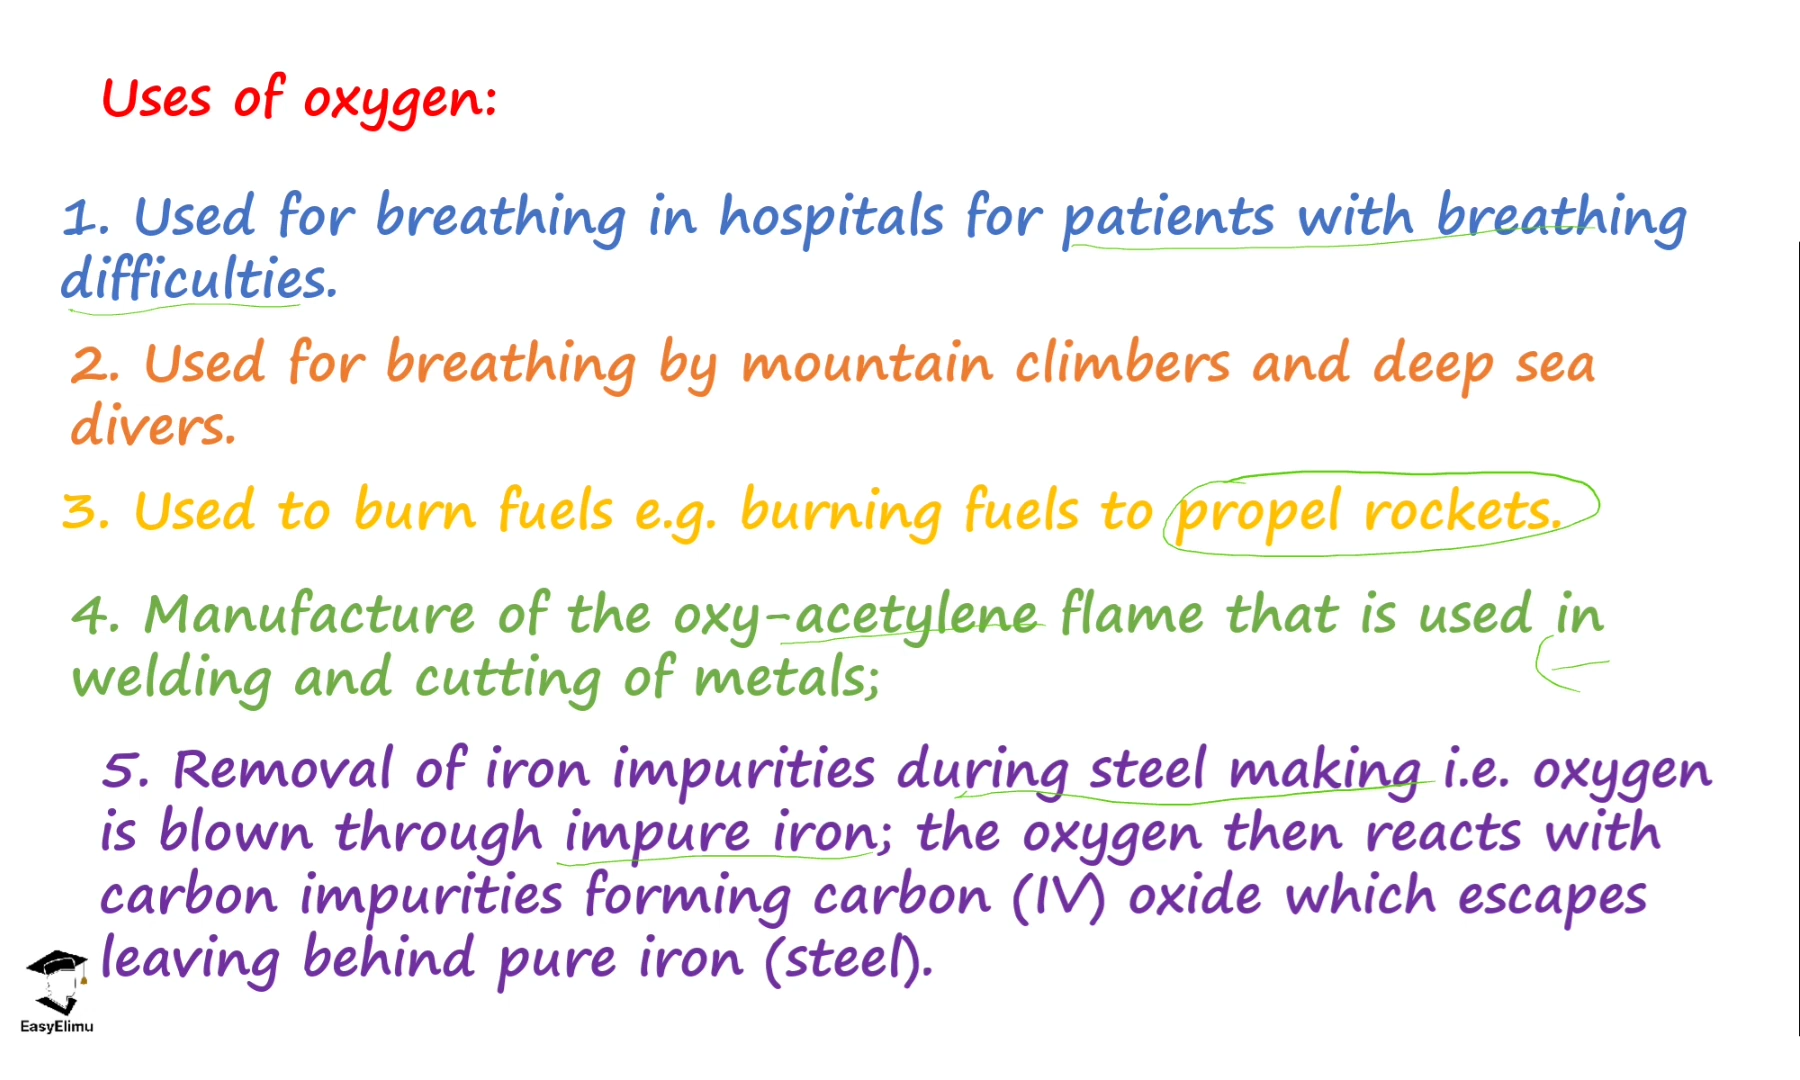 Uses of oxygen:
1. Used for breathing in hospitals for patients with breathing
difficulties.
2. Used for breathing by mountain climbers and deep sea
divers.
3. Used to burn fuels e.g. burning fuels to propel rockets.
4. Manufacture of the oxy-acetylene flame that is used in
welding and cutting of metals;
5. Removal of iron impurities during steel making i.e. oxygen
is blown through impure iron; the oxygen then reacts with
carbon impurities forming carbon (IV) oxide which escapes
leaving behind pure iron (steel).
EasyElimu